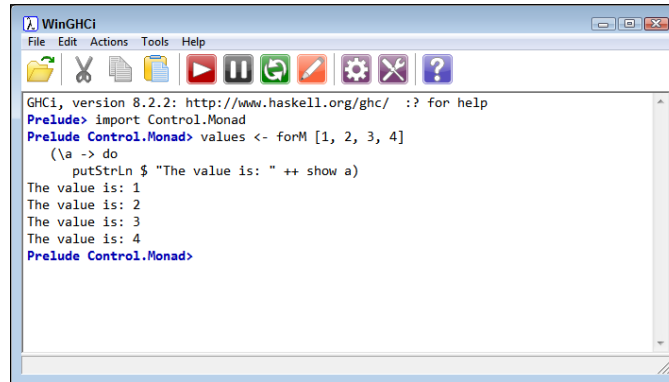 WinGHCi
File Edit Actions Tools Help
GHCi, version 8.2.2: http://www.haskell.org/ghc/  :? for help
Prelude> import Control.Monad
Prelude Control.Monad> values <- forM [1, 2, 3, 4]
   (\a -> do
      putStrLn $ "The value is: " ++ show a)
The value is: 1
The value is: 2
The value is: 3
The value is: 4
Prelude Control.Monad>